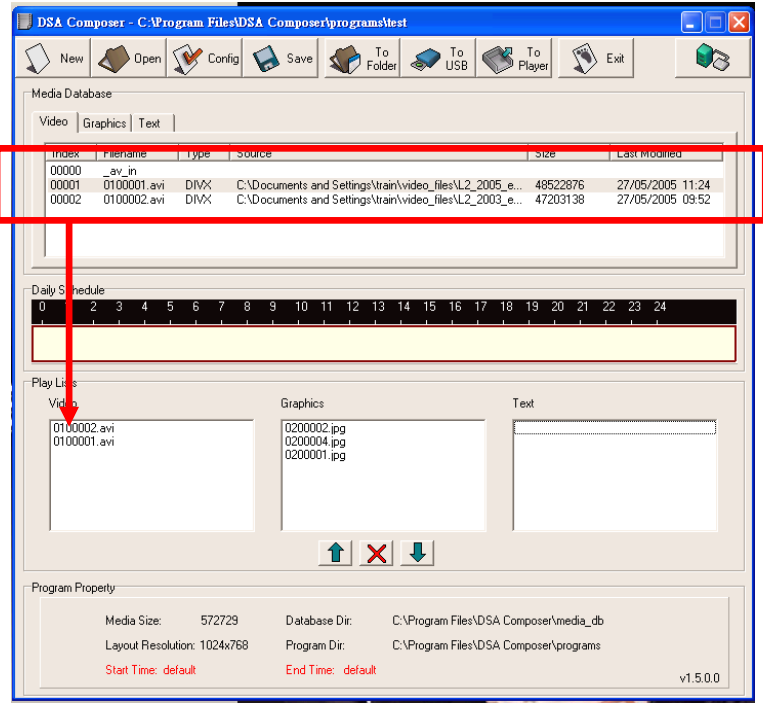 DSA Composer - C:\Program Files\DSA Composer\programs\test
New Open Config Save To Folder To USB To Player Exit
Media Database
Video Graphics Text
Index Filename Type Source Size Last Modified
00000 _av_in
00001 0100001.avi DIVX C:\Documents and Settings\train\video_files\L2_2005_e... 48522876 27/05/2005 11:24
00002 0100002.avi DIVX C:\Documents and Settings\train\video_files\L2_2003_e... 47203138 27/05/2005 09:52
Daily Schedule
0 2 3 4 5 6 7 8 9 10 11 12 13 14 15 16 17 18 19 20 21 22 23 24
Play Lists
Video Graphics Text
0100002.avi 0200002.jpg
0100001.avi 0200004.jpg
0200001.jpg
Program Property
Media Size: 572729 Database Dir: C:\Program Files\DSA Composer\media_db
Layout Resolution: 1024x768 Program Dir: C:\Program Files\DSA Composer\programs
Start Time: default End Time: default
v1.5.0.0